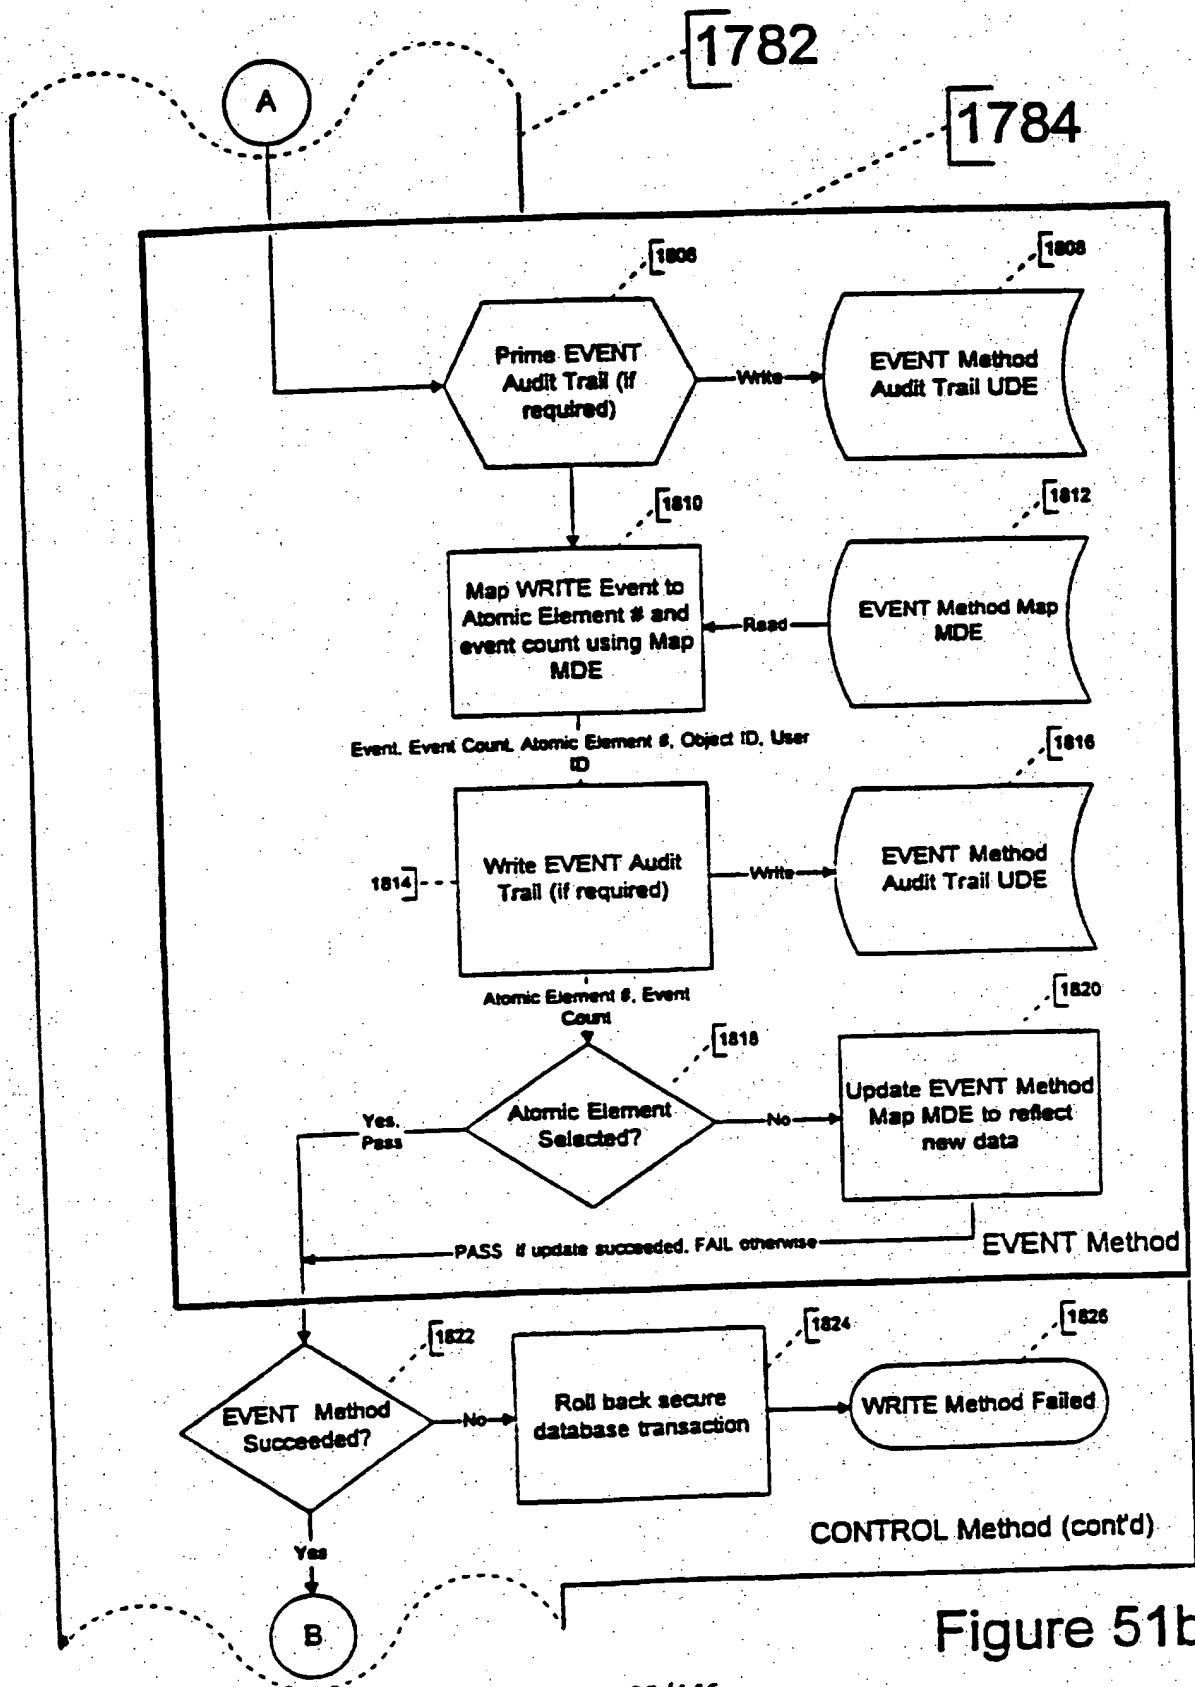 1782
A
1784
1806
1808
Prime EVENT
Audit Trail (if
required)
Write
EVENT Method
Audit Trail UDE
1810
1812
Map WRITE Event to
Atomic Element # and
event count using Map
MDE
Read
EVENT Method Map
MDE
Event, Event Count, Atomic Element #, Object ID, User
ID
1816
1814
Write EVENT Audit
Trail (if required)
Write
EVENT Method
Audit Trail UDE
Atomic Element #, Event
Count
1820
1818
Yes,
Pass
Atomic Element
Selected?
No
Update EVENT Method
Map MDE to reflect
new data
PASS if update succeeded, FAIL otherwise
EVENT Method
1822
1824
1826
EVENT Method
Succeeded?
No
Roll back secure
database transaction
WRITE Method Failed
Yes
CONTROL Method (cont'd)
B
Figure 51b